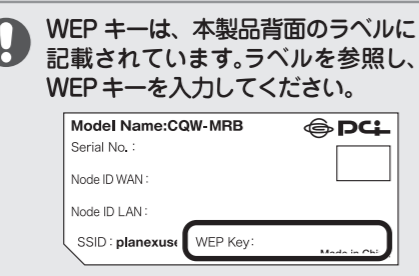 WEP キーは、本製品背面のラベルに
記載されています。ラベルを参照し、
WEP キーを入力してください。
Model Name:CQW-MRB
PCi
Serial No. :
Node ID WAN :
Node ID LAN :
SSID : planexuse
WEP Key:
Made in Chi